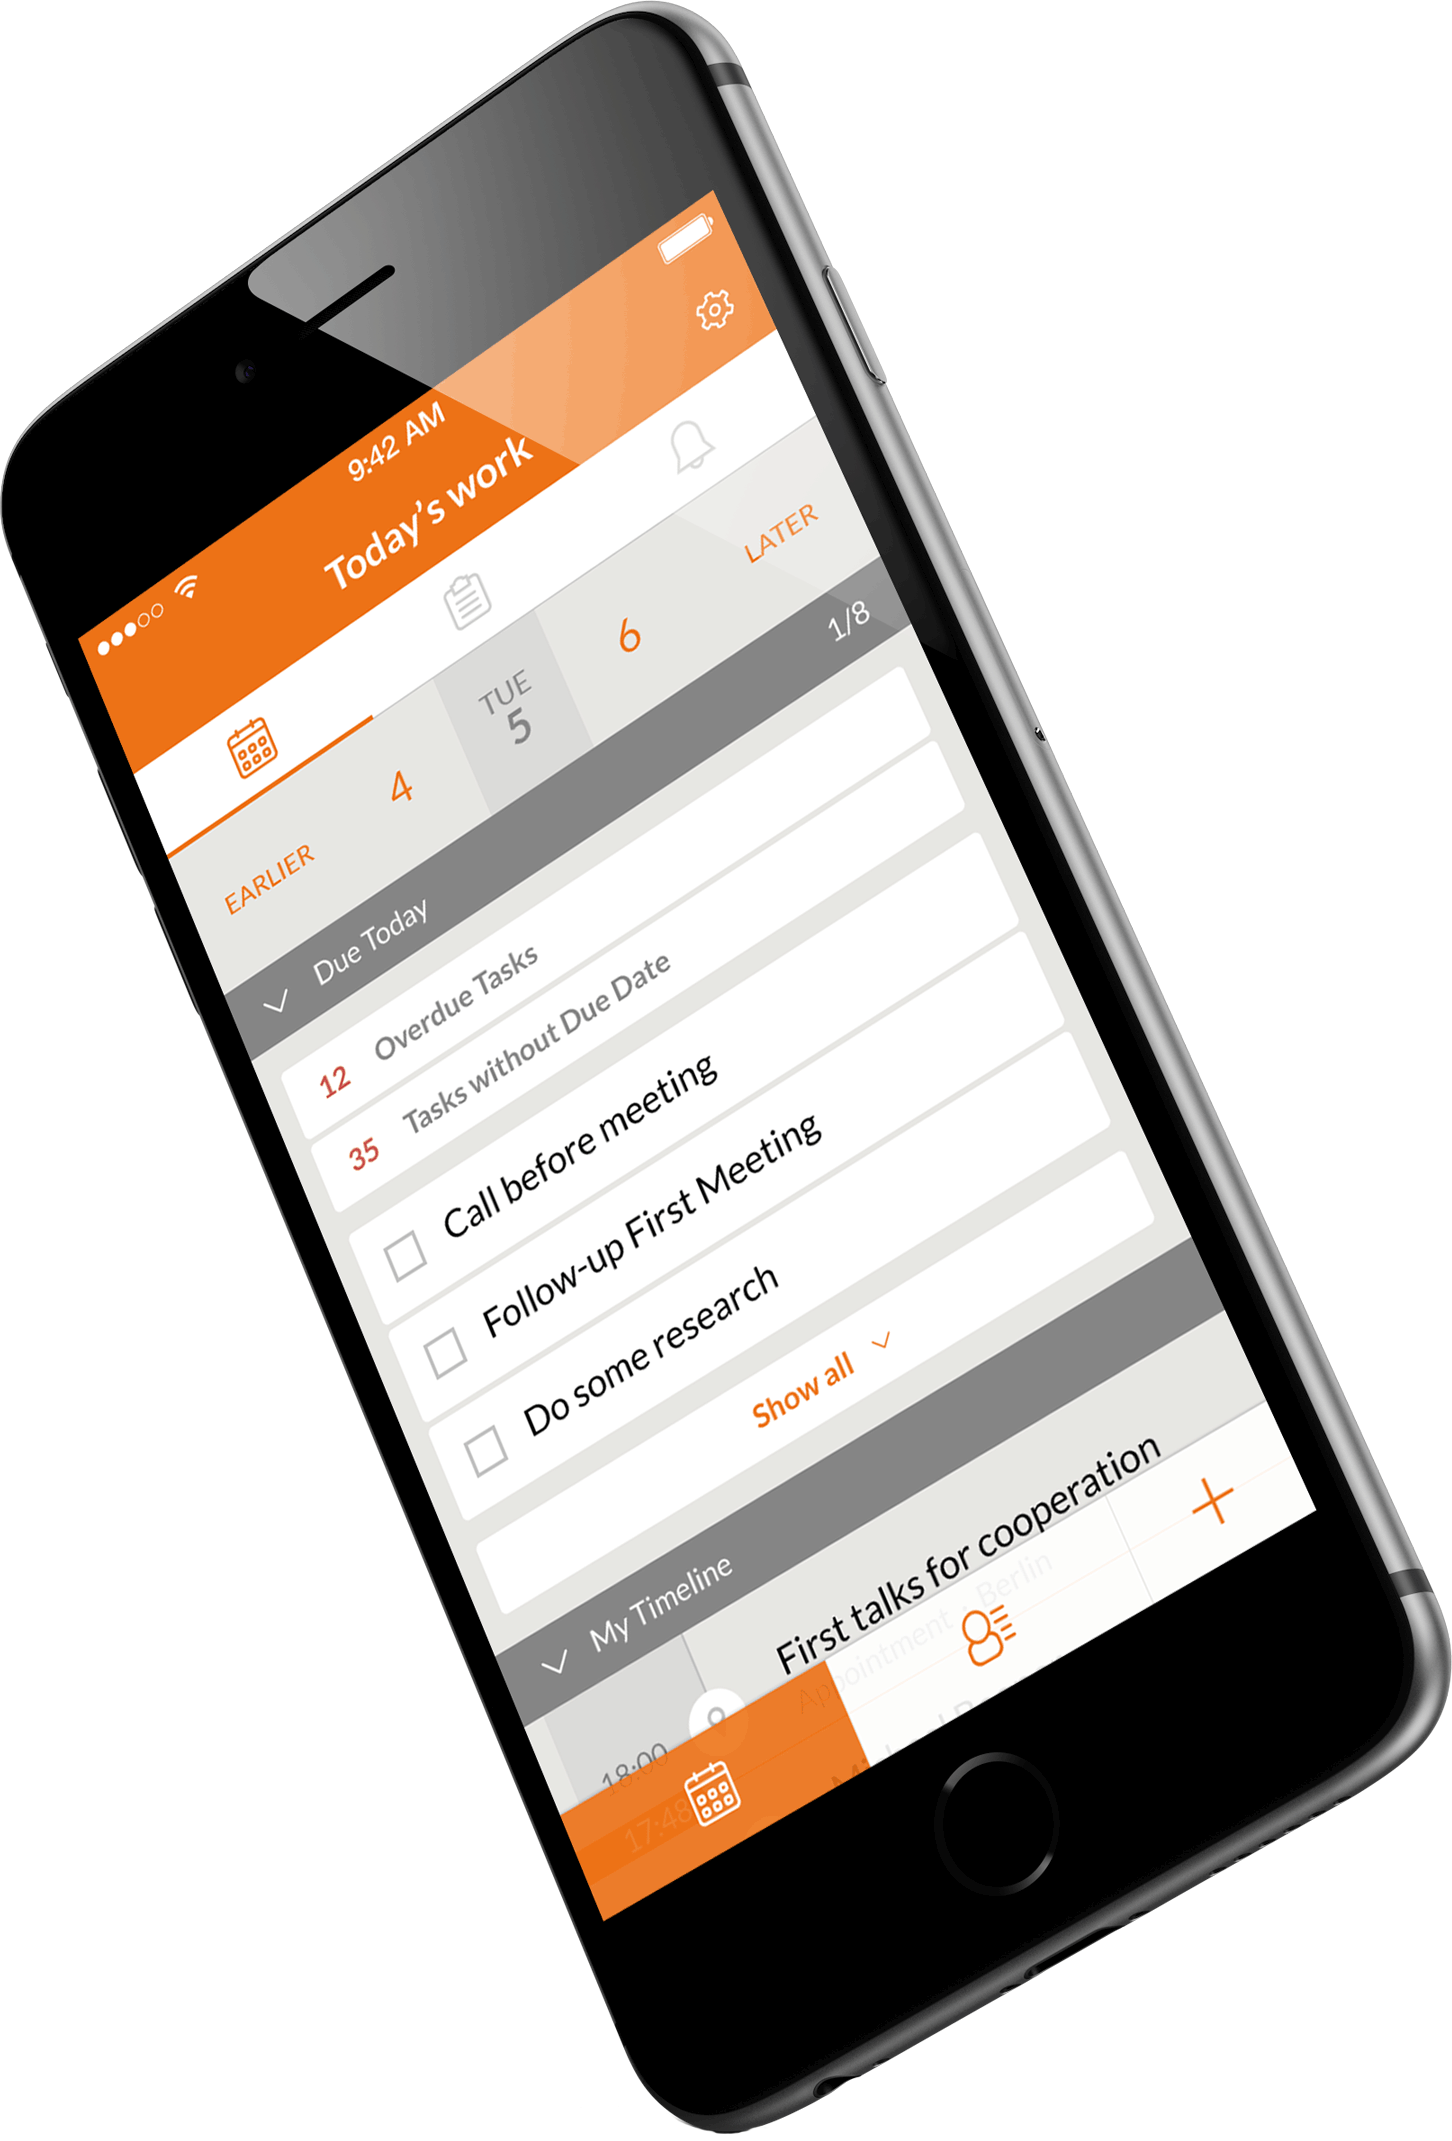 9:42 AM
Today's work
EARLIER
4
TUE
5
6
LATER
Due Today
1/8
12 Overdue Tasks
35 Tasks without Due Date
Call before meeting
Follow-up First Meeting
Do some research
Show all
My Timeline
First talks for cooperation
Appointment - Berlin
18:00
17:48